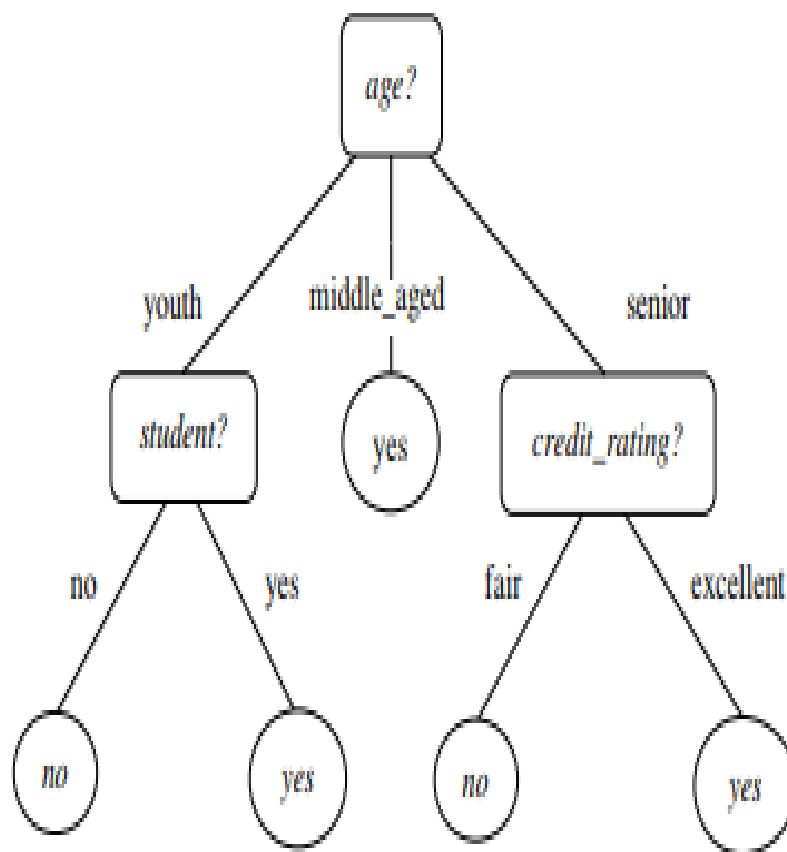 age?
youth
middle_aged
senior
student?
yes
credit_rating?
no
yes
fair
excellent
no
yes
no
yes